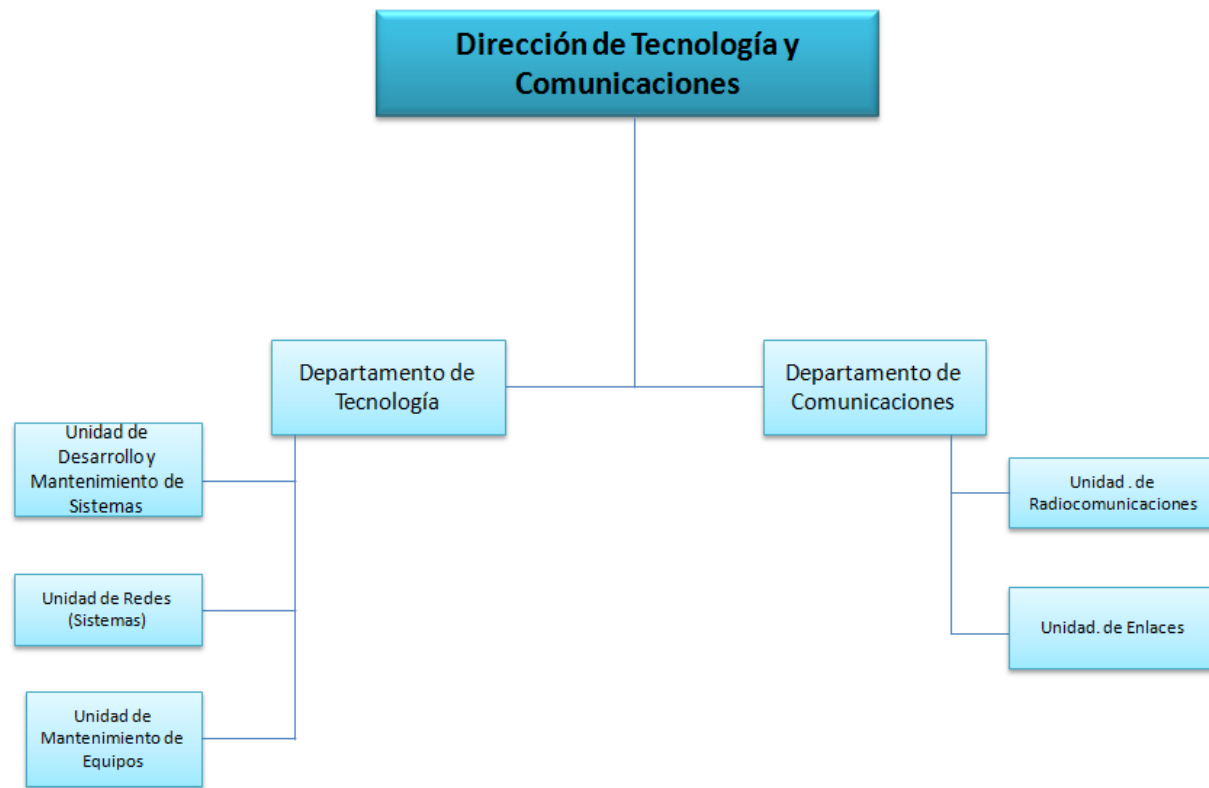 Dirección de Tecnología y
Comunicaciones
Departamento de
Tecnología
Departamento de
Comunicaciones
Unidad de
Desarrollo y
Mantenimiento de
Sistemas
Unidad . de
Radiocomunicaciones
Unidad de Redes
(Sistemas)
Unidad. de Enlaces
Unidad de
Mantenimiento de
Equipos